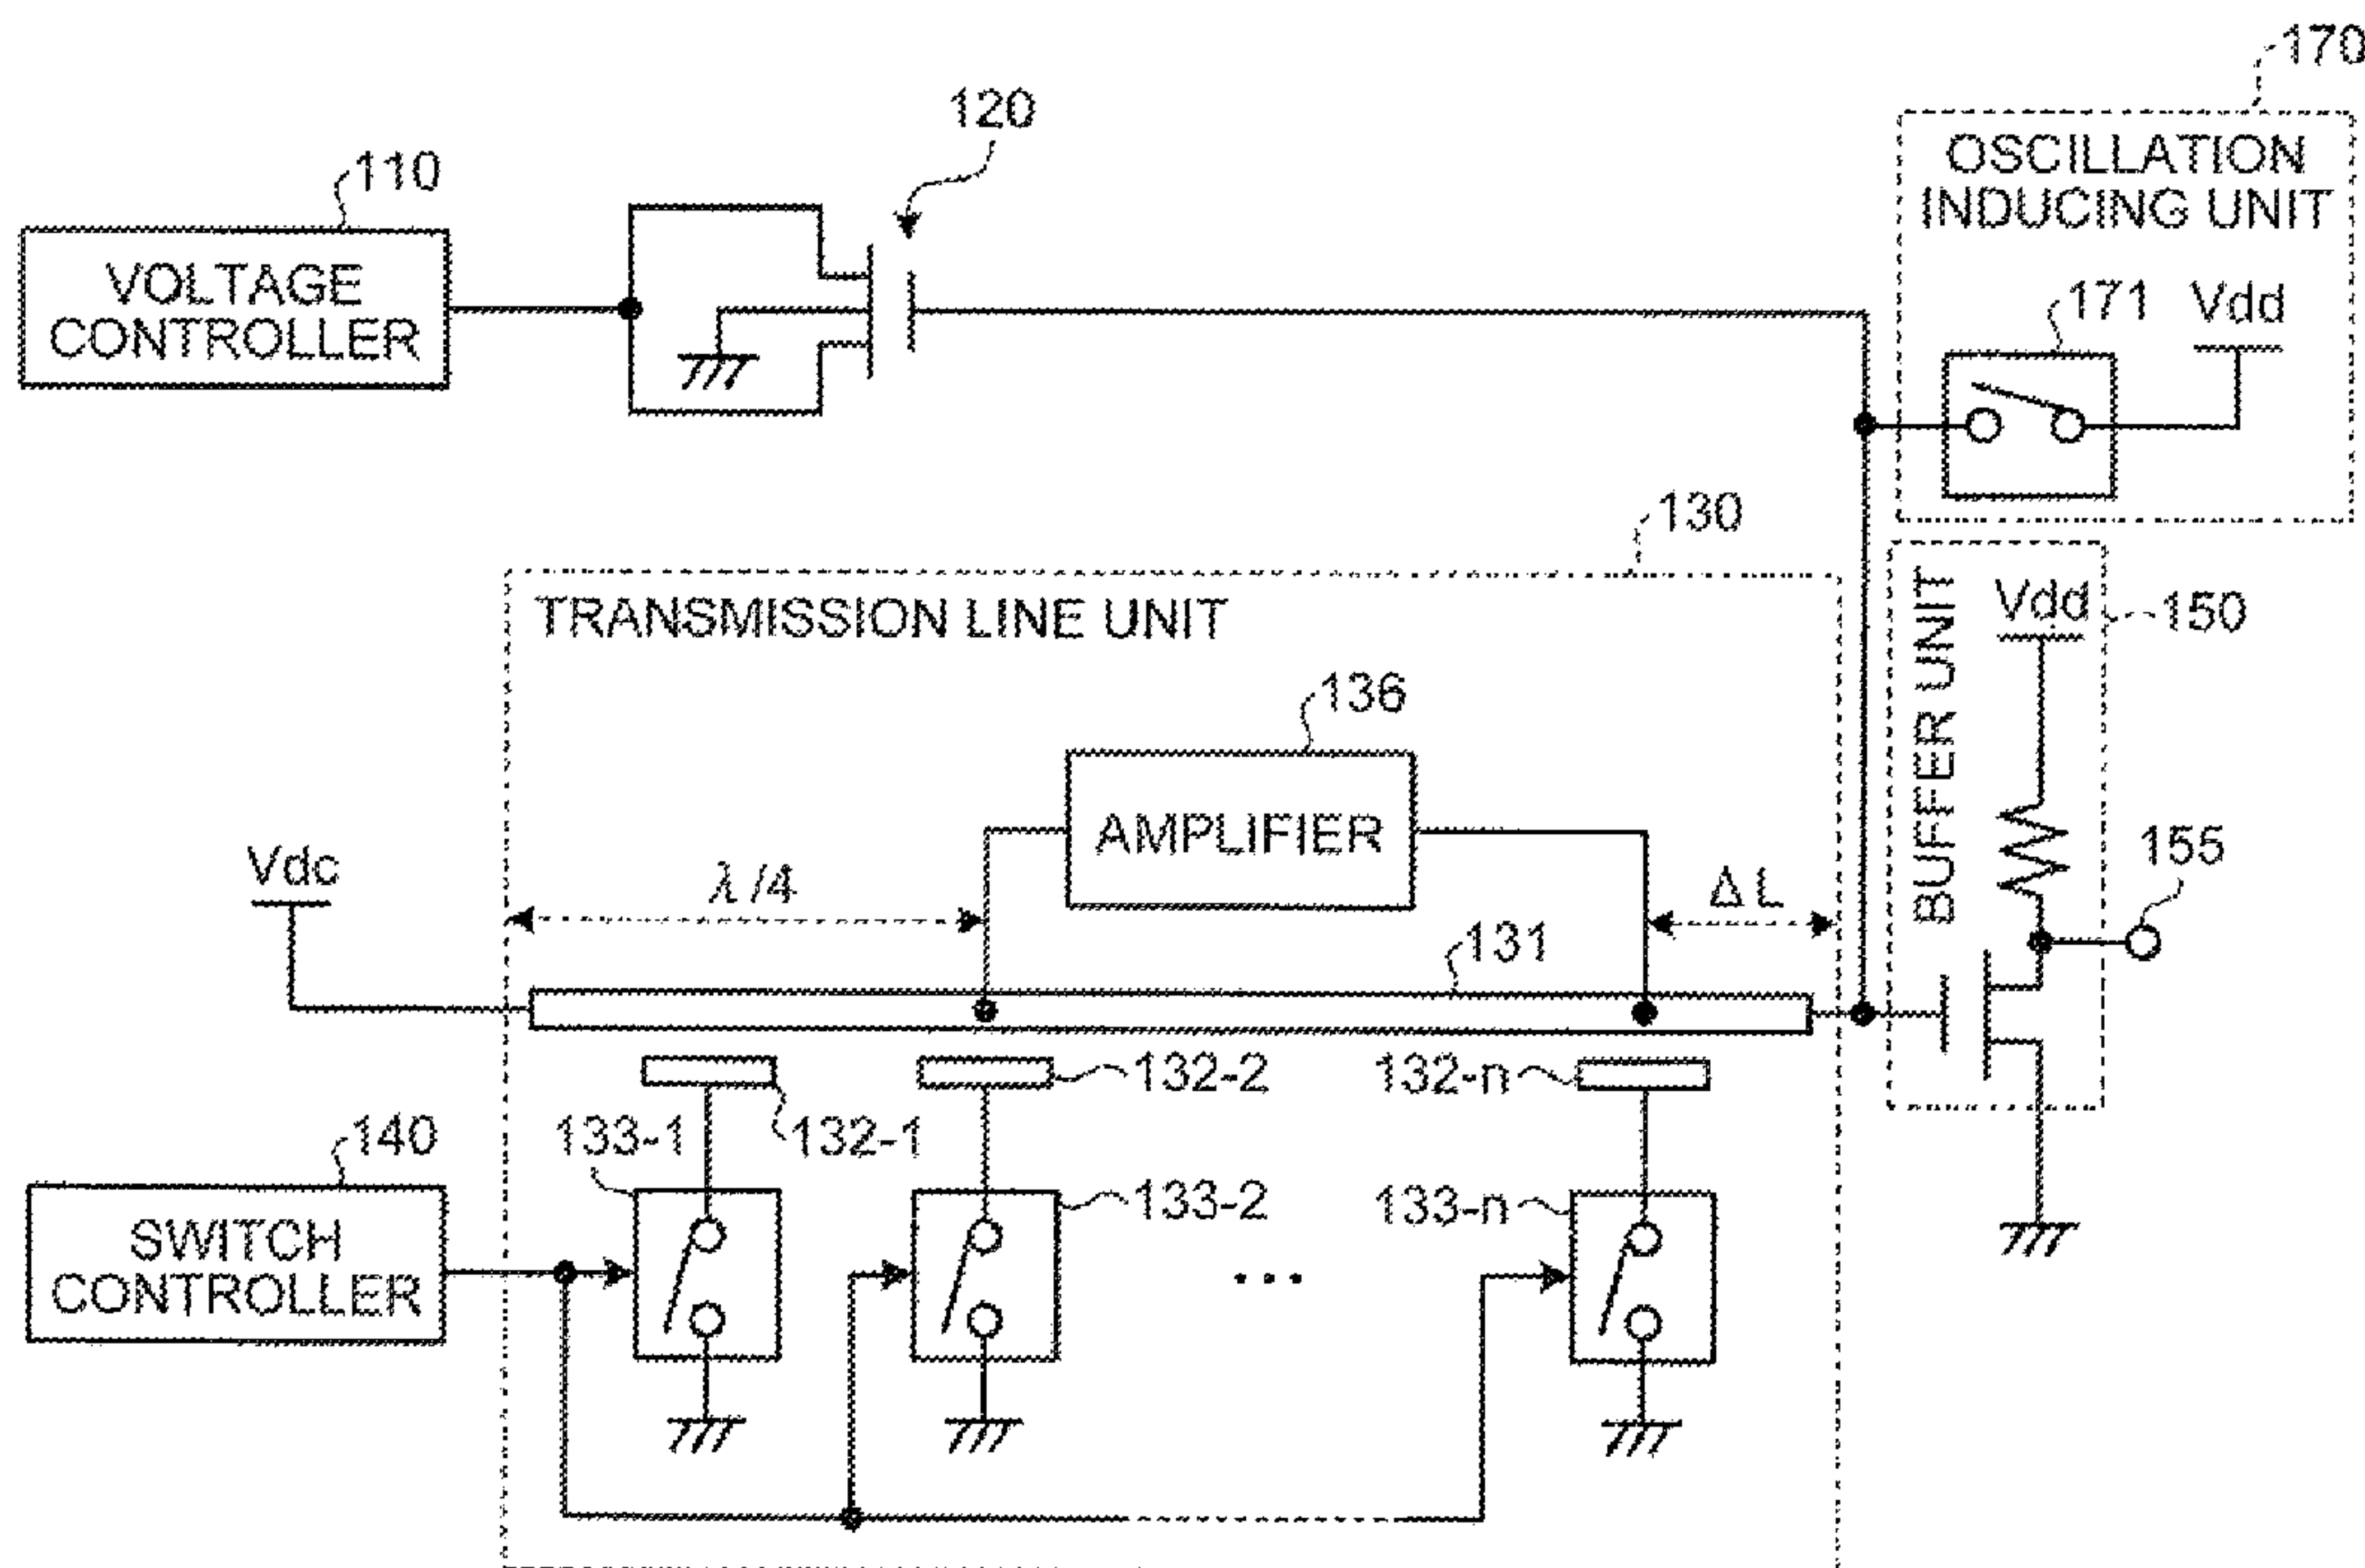 170
120
OSCILLATION
INDUCING UNIT
110
VOLTAGE
CONTROLLER
171
Vdd
130
TRANSMISSION LINE UNIT
BUFFER UNIT
Vdd
150
136
AMPLIFIER
155
Vdc
λ/4
ΔL
131
132-2
132-n
132-1
133-1
140
133-2
133-n
SWITCH
CONTROLLER
...